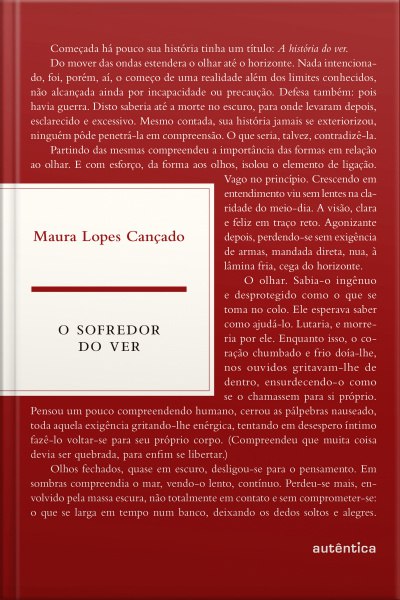 Começada há pouco sua história tinha um título: A história do ver.
Do mover das ondas estendera o olhar até o horizonte. Nada intenciona-
do, foi, porém, aí, o começo de uma realidade além dos limites conhecidos,
não alcançada ainda por incapacidade ou precaução. Defesa também: pois
havia guerra. Disto saberia até a morte no escuro, para onde levaram depois,
esclarecido e excessivo. Mesmo contada, sua história jamais se exteriorizou,
ninguém pôde penetrá-la em compreensão. O que seria, talvez, contradizê-la.
Partindo das mesmas compreendeu a importância das formas em relação
ao olhar. E com esforço, da forma aos olhos, isolou o elemento de ligação.
Vago no princípio. Crescendo em
entendimento viu sem lentes na cla-
ridade do meio-dia. A visão, clara
e feliz em traço reto. Agonizante
depois, perdendo-se sem exigência
de armas, mandada direta, nua, à
lâmina fria, cega do horizonte.
O olhar. Sabia-o ingênuo
e desprotegido como o que se
toma no colo. Ele esperava saber
como ajudá-lo. Lutaria, e morre-
ria por ele. Enquanto isso, o co-
ração chumbado e frio doía-lhe,
nos ouvidos gritavam-lhe de
dentro, ensurdecendo-o como
se o chamassem para si próprio.
Pensou um pouco compreendendo humano, cerrou as pálpebras nauseado,
toda aquela exigência gritando-lhe enérgica, tentando em desespero íntimo
fazê-lo voltar-se para seu próprio corpo. (Compreendeu que muita coisa
devia ser quebrada, para enfim se libertar.)
Olhos fechados, quase em escuro, desligou-se para o pensamento. Em
sombras compreendia o mar, vendo-o lento, contínuo. Perdeu-se mais, en-
volvido pela massa escura, não totalmente em contato e sem comprometer-se:
o que se larga em tempo num banco, deixando os dedos soltos e alegres.
Maura Lopes Cançado
O SOFREDOR
DO VER
autêntica